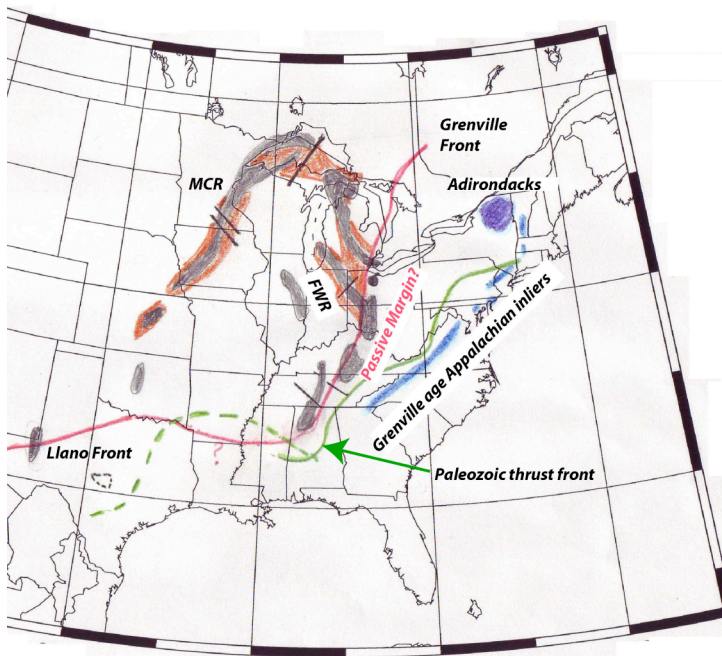 Grenville
Front
MCR
Adirondacks
FWR
Passive Margin?
Grenville age Appalachian inliers
Llano Front
?
Paleozoic thrust front